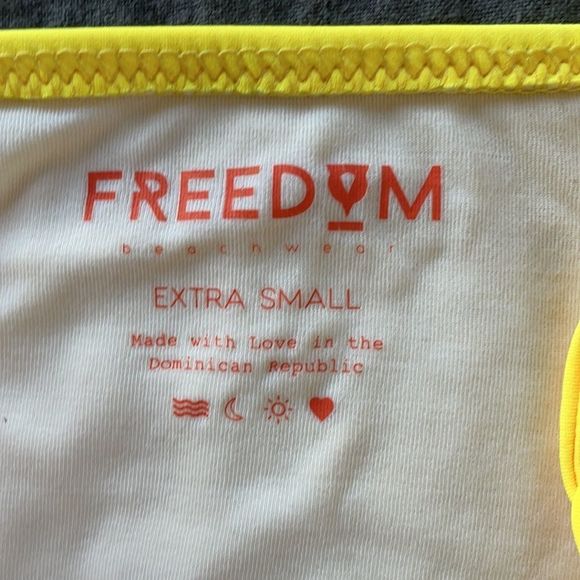 FREEDOM
beachwear
EXTRA SMALL
Made with Love in the
Dominican Republic